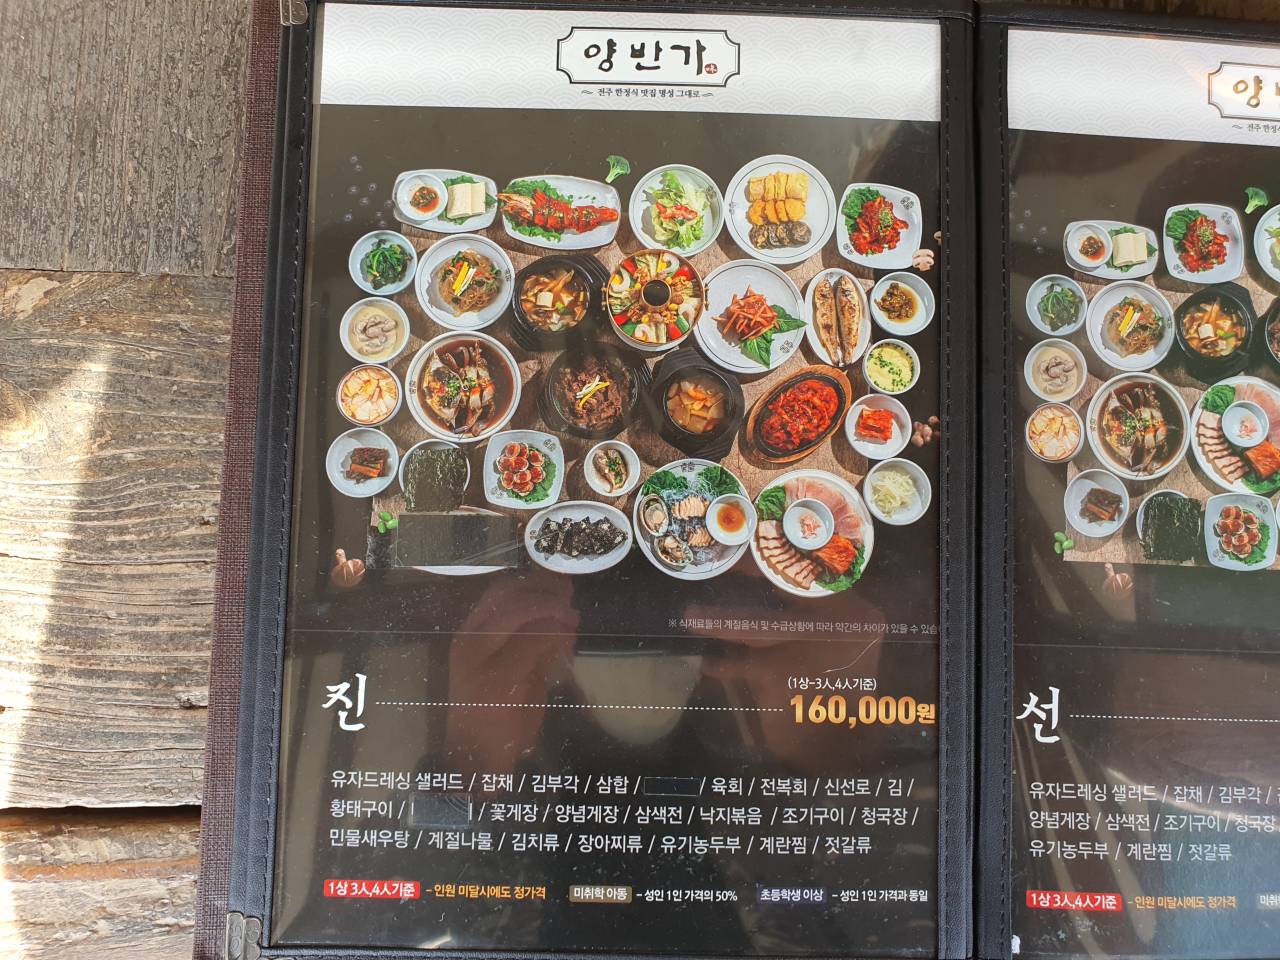 양반가
전주 한정식 맛집 명성 그대로
※ 식재료들의 계절음식 및 수급상황에 따라 약간의 차이가 있을 수 있습
진
(1상-3人,4人기준)
160,000원
유자드레싱 샐러드 / 잡채 / 김부각 / 삼합 / / 육회 / 전복회 / 신선로 / 김 /
황태구이 / / 꽃게장 / 양념게장 / 삼색전 / 낙지볶음 / 조기구이 / 청국장 /
민물새우탕 / 계절나물 / 김치류 / 장아찌류 / 유기농두부 / 계란찜 / 젓갈류
1상 3人,4人기준 - 인원 미달시에도 정가격 미취학 아동 - 성인 1인 가격의 50% 초등학생 이상 - 성인 1인 가격과 동일
양
전주 한정식
선
유자드레싱 샐러드 / 잡채 / 김부각 /
양념게장 / 삼색전 / 조기구이 / 청국장
유기농두부 / 계란찜 / 젓갈류
1상 3人,4人기준 - 인원 미달시에도 정가격 미취